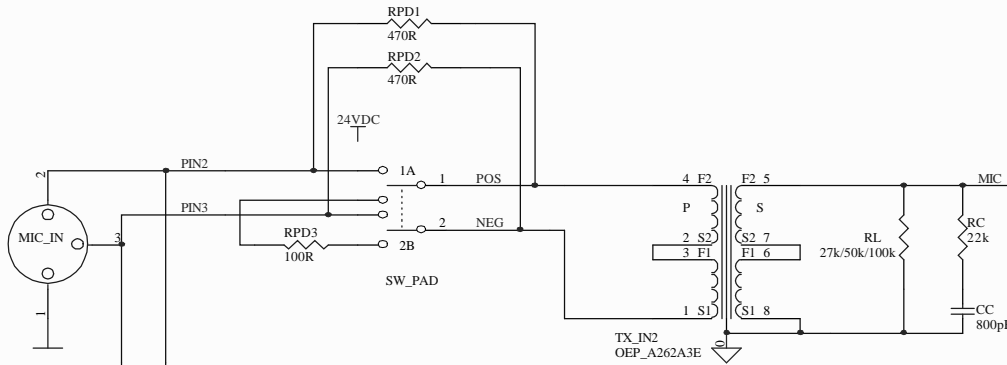 RPD1
470R
RPD2
470R
24VDC
PIN2
1A
1
POS
4 F2
F2 5
MIC
2
PIN3
P
S
RC
22k
MIC_IN
3
2
NEG
RL
27k/50k/100k
2 S2
S2 7
3 F1
F1 6
RPD3
100R
2B
SW_PAD
1
1 S1
S1 8
CC
800p
TX_IN2
OEP_A262A3E
0